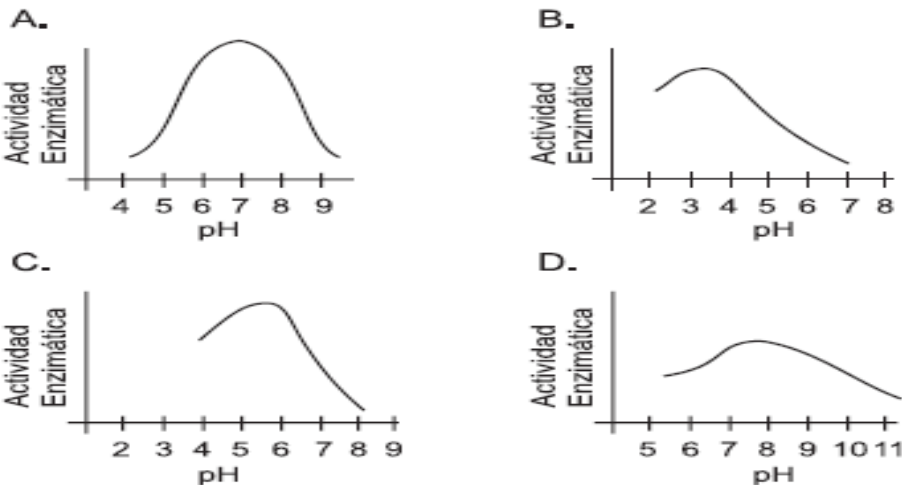 A.
Actividad
Enzimática
4 5 6 7 8 9
pH
B.
Actividad
Enzimática
2 3 4 5 6 7 8
pH
C.
Actividad
Enzimática
2 3 4 5 6 7 8 9
pH
D.
Actividad
Enzimática
5 6 7 8 9 10 11
pH